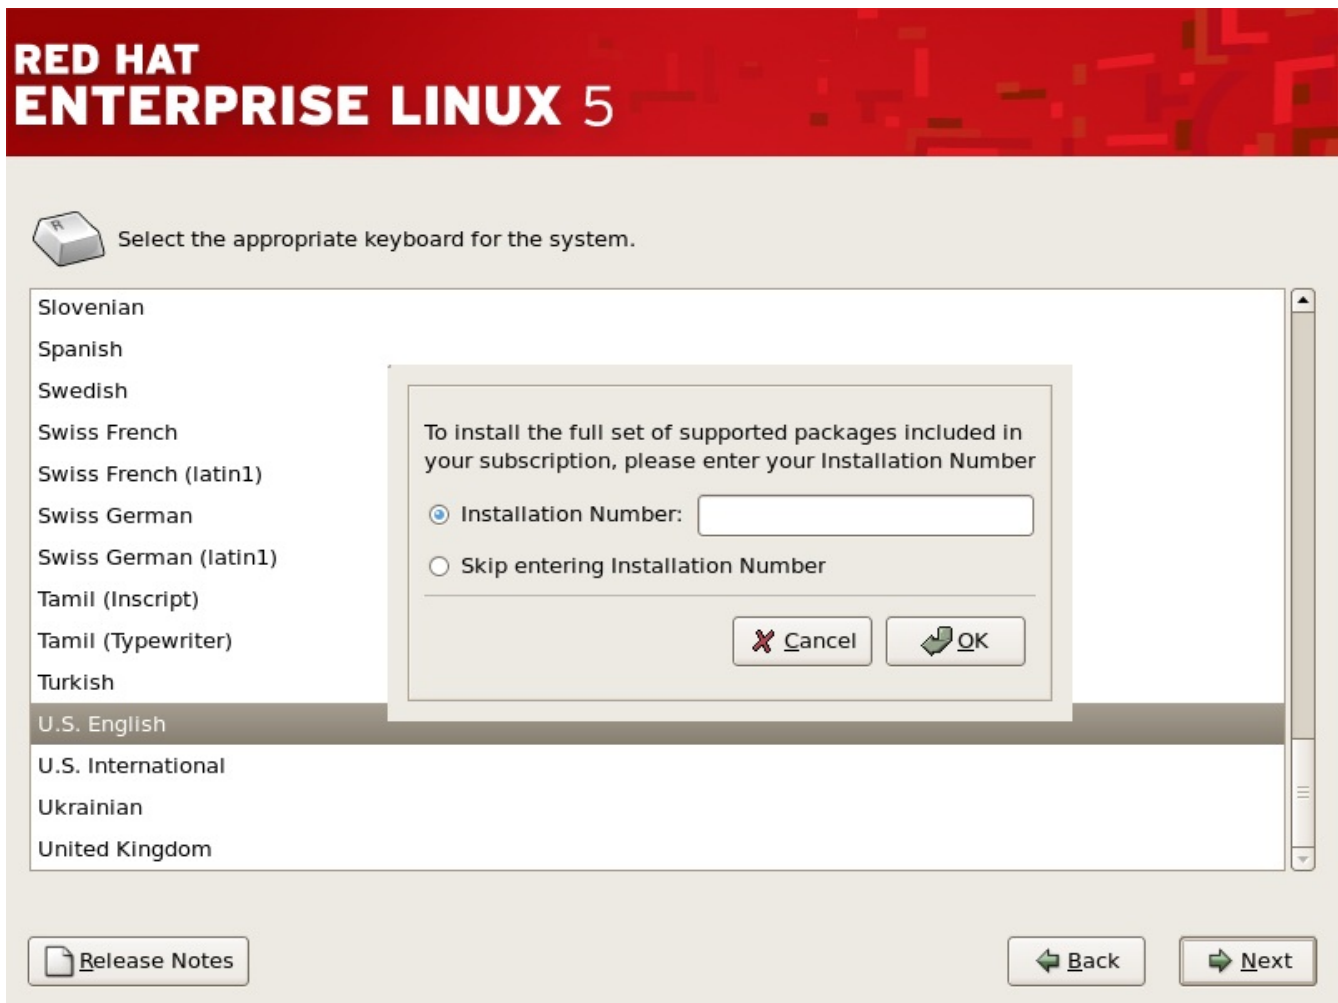 RED HAT
ENTERPRISE LINUX 5
R
Select the appropriate keyboard for the system.
Slovenian
Spanish
Swedish
Swiss French
Swiss French (latin1)
Swiss German
Swiss German (latin1)
Tamil (Inscript)
Tamil (Typewriter)
Turkish
U.S. English
U.S. International
Ukrainian
United Kingdom
To install the full set of supported packages included in
your subscription, please enter your Installation Number
Installation Number:
Skip entering Installation Number
Cancel
OK
Release Notes
Back
Next